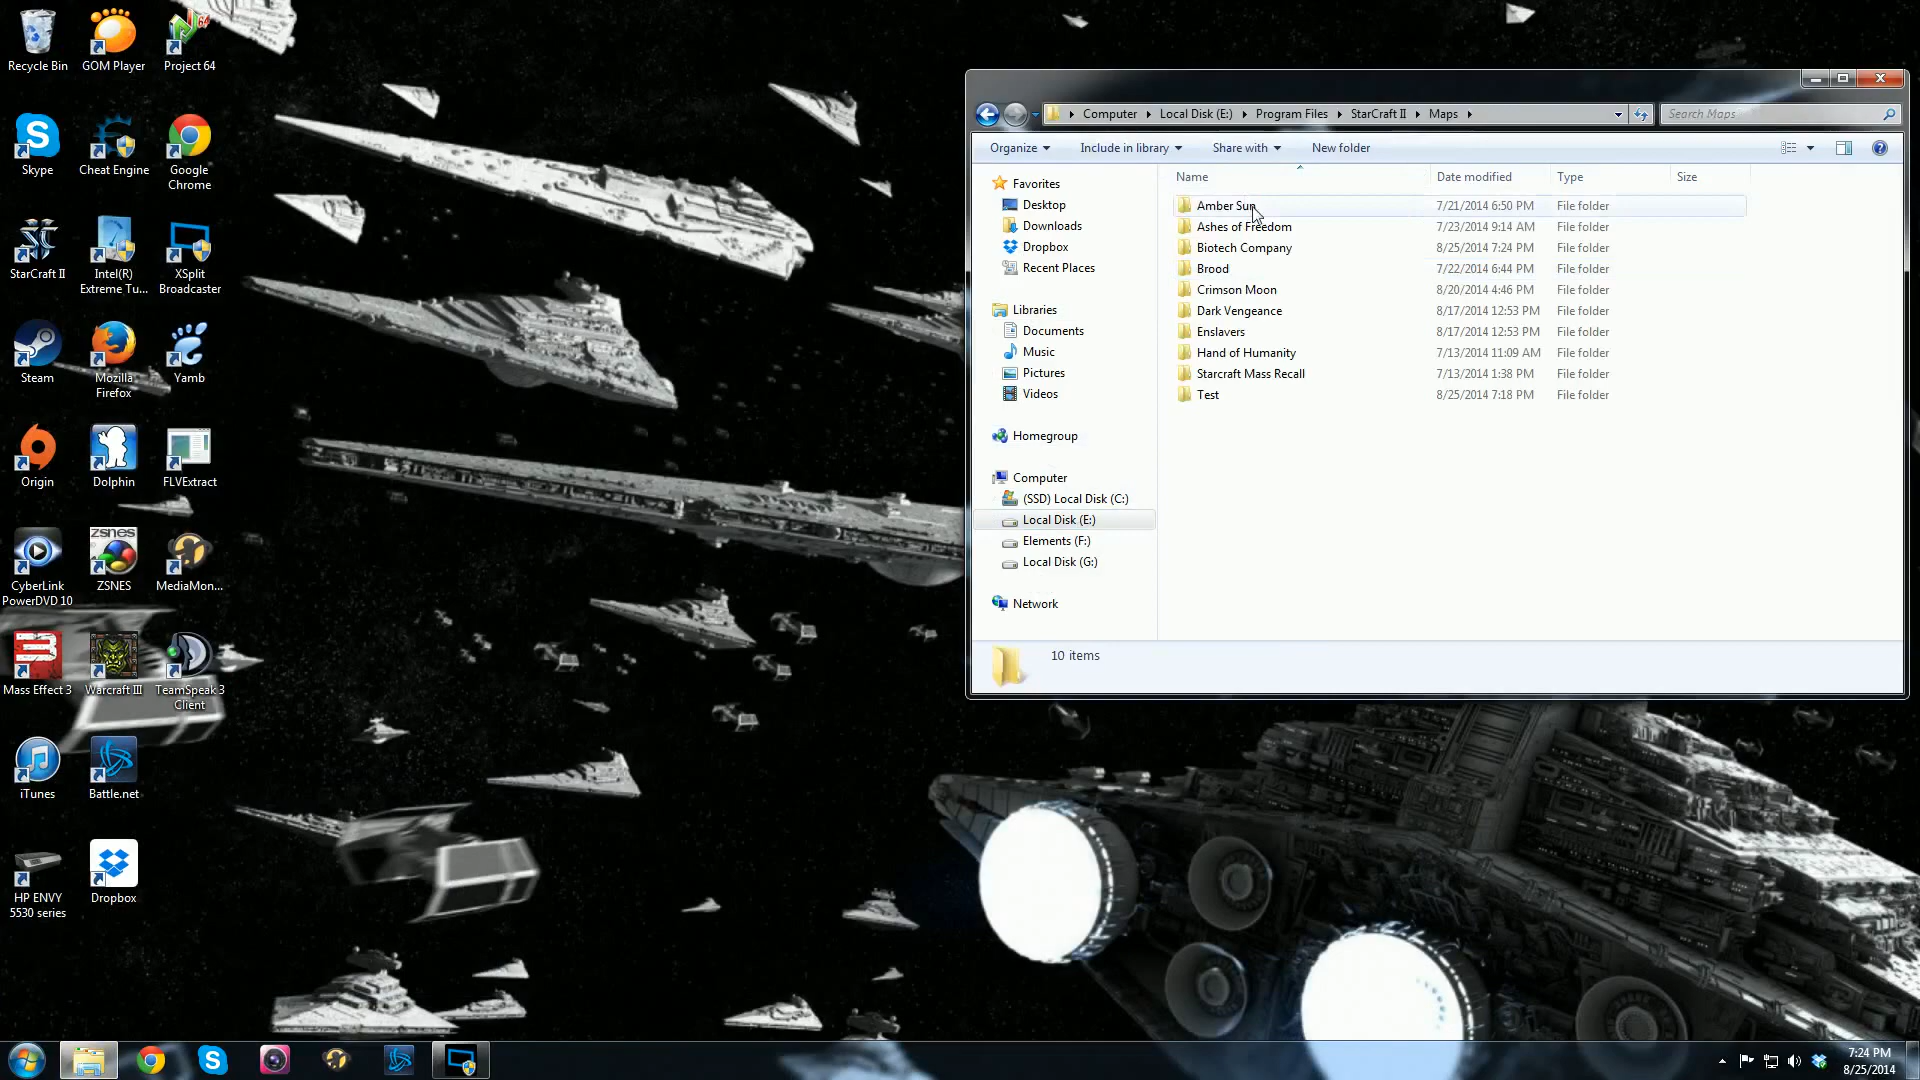 Recycle Bin
GOM Player
Project 64
Skype
Cheat Engine
Google
Chrome
StarCraft II
Intel(R)
Extreme Tu...
XSplit
Broadcaster
Steam
Mozilla
Firefox
Yamb
Origin
Dolphin
FLVExtract
CyberLink
PowerDVD 10
ZSNES
ZSNES
MediaMon...
Mass Effect 3
Warcraft III
TeamSpeak 3
Client
iTunes
Battle.net
HP ENVY
5530 series
Dropbox
Computer
Local Disk (E:)
Program Files
StarCraft II
Maps
Search Maps
Organize
Include in library
Share with
New folder
Favorites
Desktop
Downloads
Dropbox
Recent Places
Libraries
Documents
Music
Pictures
Videos
Homegroup
Computer
(SSD) Local Disk (C:)
Local Disk (E:)
Elements (F:)
Local Disk (G:)
Network
Name Date modified Type Size
Amber Sun 7/21/2014 6:50 PM File folder
Ashes of Freedom 7/23/2014 9:14 AM File folder
Biotech Company 8/25/2014 7:24 PM File folder
Brood 7/22/2014 6:44 PM File folder
Crimson Moon 8/20/2014 4:46 PM File folder
Dark Vengeance 8/17/2014 12:53 PM File folder
Enslavers 8/17/2014 12:53 PM File folder
Hand of Humanity 7/13/2014 11:09 AM File folder
Starcraft Mass Recall 7/13/2014 1:38 PM File folder
Test 8/25/2014 7:18 PM File folder
10 items
7:24 PM
8/25/2014